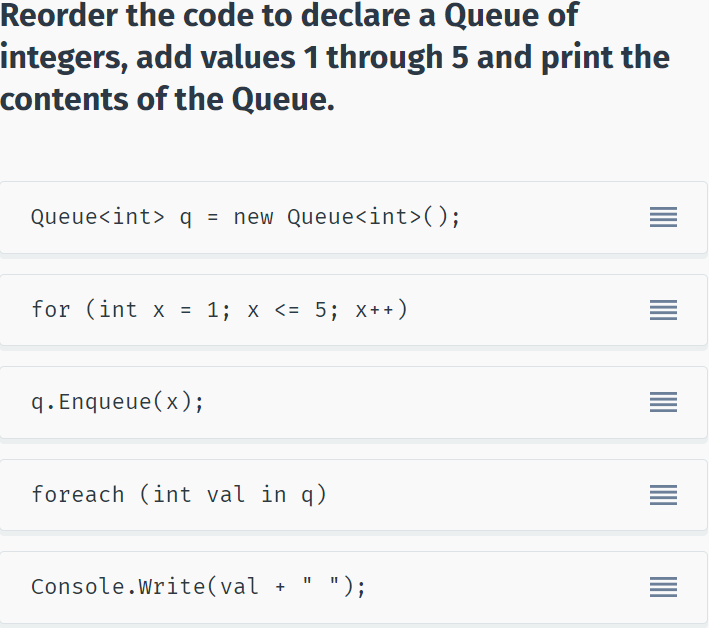 Reorder the code to declare a Queue of
integers, add values 1 through 5 and print the
contents of the Queue.
Queue<int> q = new Queue<int>();
for (int x = 1; x <= 5; x++)
q.Enqueue(x);
foreach (int val in q)
Console.Write(val + " ");